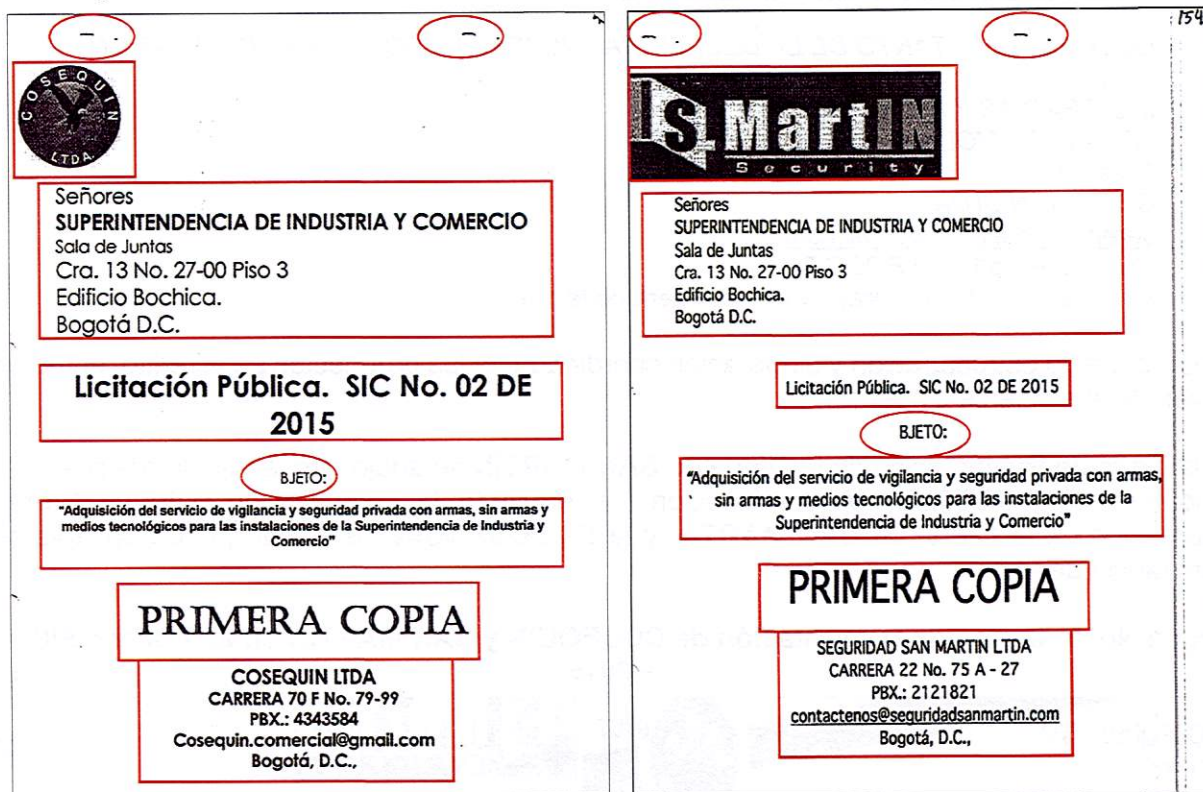 154
COSEQUIN
LTDA.
Señores
SUPERINTENDENCIA DE INDUSTRIA Y COMERCIO
Sala de Juntas
Cra. 13 No. 27-00 Piso 3
Edificio Bochica.
Bogotá D.C.
Licitación Pública. SIC No. 02 DE
2015
BJETO:
"Adquisición del servicio de vigilancia y seguridad privada con armas, sin armas y
medios tecnológicos para las instalaciones de la Superintendencia de Industria y
Comercio"
PRIMERA COPIA
COSEQUIN LTDA
CARRERA 70 F No. 79-99
PBX.: 4343584
Cosequin.comercial@gmail.com
Bogotá, D.C.,
S MartIN
Security
Señores
SUPERINTENDENCIA DE INDUSTRIA Y COMERCIO
Sala de Juntas
Cra. 13 No. 27-00 Piso 3
Edificio Bochica.
Bogotá D.C.
Licitación Pública. SIC No. 02 DE 2015
BJETO:
"Adquisición del servicio de vigilancia y seguridad privada con armas,
sin armas y medios tecnológicos para las instalaciones de la
Superintendencia de Industria y Comercio"
PRIMERA COPIA
SEGURIDAD SAN MARTIN LTDA
CARRERA 22 No. 75 A - 27
PBX.: 2121821
contactenos@seguridadsanmartin.com
Bogotá, D.C.,